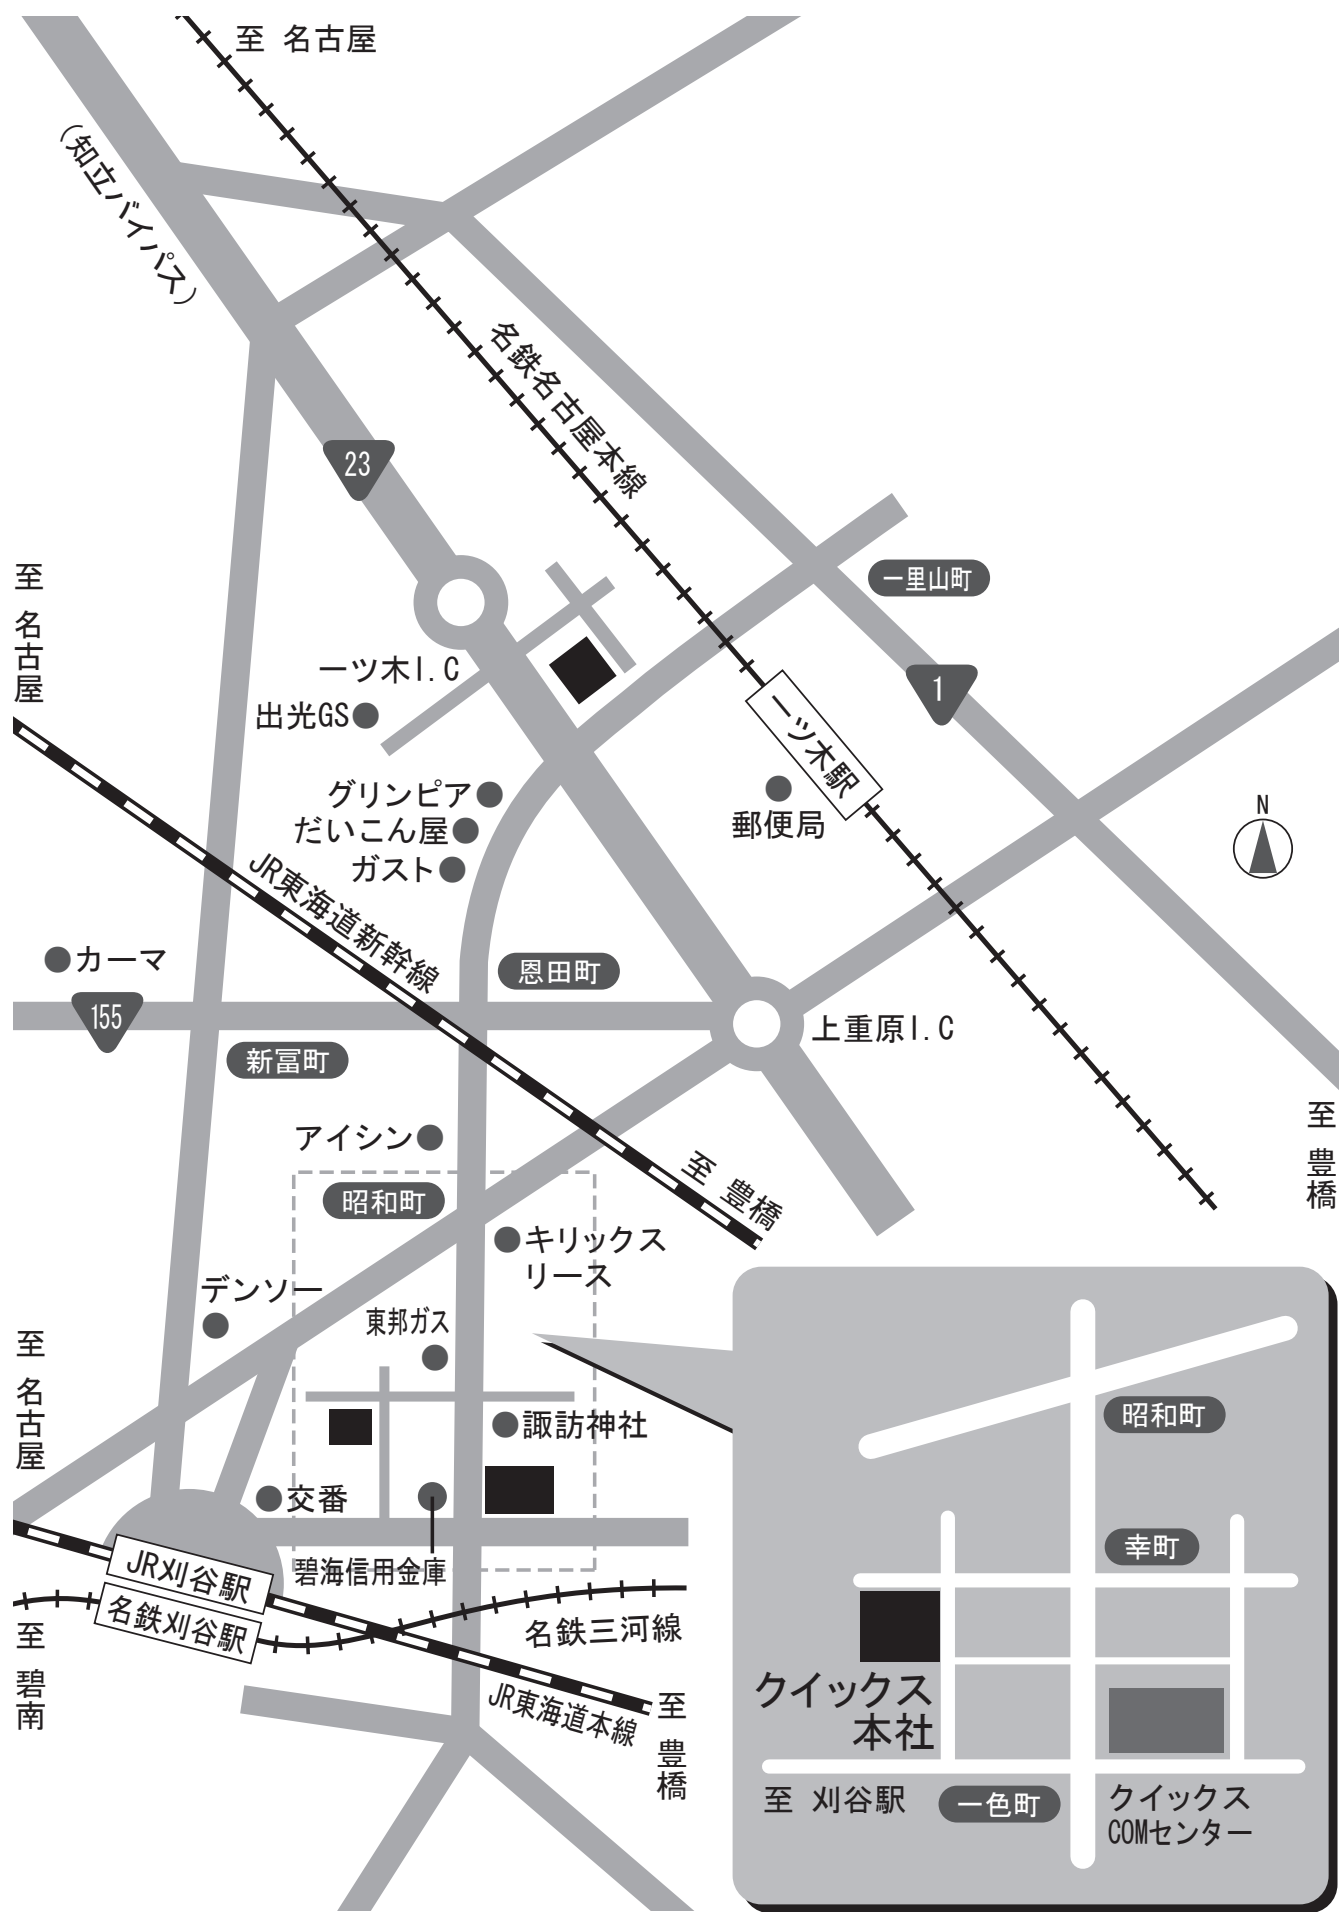 至 名古屋
(知立バイパス)
名鉄名古屋本線
23
至 名古屋
一里山町
一ツ木I.C
1
出光GS
一ツ木駅
グリンピア
だいこん屋
郵便局
ガスト
N
JR東海道新幹線
カーマ
恩田町
155
上重原I.C
新冨町
至 豊橋
アイシン
至 豊橋
昭和町
キリックス
リース
デンソー
東邦ガス
至 名古屋
諏訪神社
交番
碧海信用金庫
JR刈谷駅
名鉄刈谷駅
名鉄三河線
至 碧南
JR東海道本線
至 豊橋
昭和町
幸町
クイックス
本社
至 刈谷駅
一色町
クイックス
COMセンター